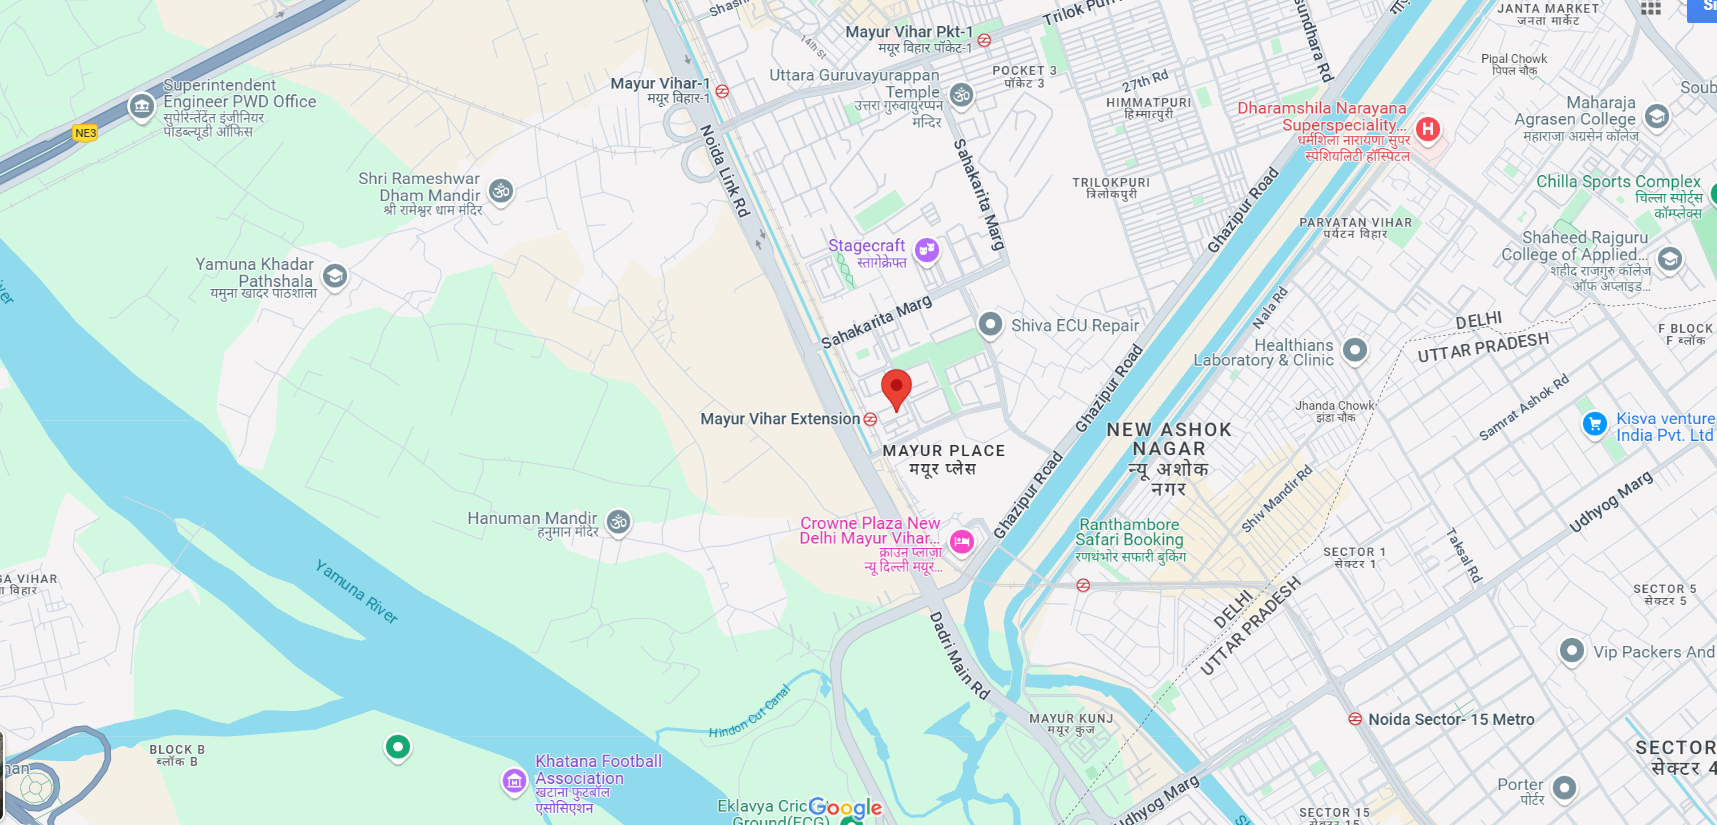 JANTA MARKET
जनता मार्केट
Trilok Puri
Mayur Vihar Pkt-1
मयूर विहार पॉकेट-1
14th St
Vasundhara Rd
Pipal Chowk
पिपल चौक
Mayur Vihar-1
मयूर विहार-1
Uttara Guruvayurappan
Temple
उत्तरा गुरुवायुरप्पन
मन्दिर
POCKET 3
पॉकेट 3
27th Rd
HIMMATPURI
हिम्मातपुरी
Superintendent
Engineer PWD Office
सुपेरिन्तेंदेंत इंजीनियर
पीडब्ल्यूडी ऑफिस
NE3
Dharamshila Narayana
Superspeciality...
धर्मशिला नारायणा सुपर
स्पेशियलिटी हॉस्पिटल
H
Maharaja
Agrasen College
महाराजा अग्रसेन कॉलेज
Noida Link Rd
Sahakarita Marg
Shri Rameshwar
Dham Mandir
श्री रामेश्वर धाम मंदिर
TRILOKPURI
त्रिलोकपुरी
Ghazipur Road
Chilla Sports Complex
चिल्ला स्पोर्ट्स
कॉम्प्लेक्स
PARYATAN VIHAR
पर्यटन विहार
Stagecraft
स्तागेक्रेफ्त
Shaheed Rajguru
College of Applied...
शहीद राजगुरु कॉलेज
ऑफ अप्लाइड...
Yamuna Khadar
Pathshala
यमुना खादर पाठशाला
Sahakarita Marg
Shiva ECU Repair
Nala Rd
DELHI
UTTAR PRADESH
F BLOCK
F ब्लॉक
Healthians
Laboratory & Clinic
Ghazipur Road
Samrat Ashok Rd
Jhanda Chowk
झंडा चौक
Mayur Vihar Extension
Kisva venture
India Pvt. Ltd
MAYUR PLACE
मयूर प्लेस
NEW ASHOK
NAGAR
न्यू अशोक
नगर
Ghazipur Road
Shiv Mandir Rd
Udhyog Marg
Hanuman Mandir
हनुमान मंदिर
Crowne Plaza New
Delhi Mayur Vihar...
क्राउन प्लाज़ा
न्यू दिल्ली मयूर...
Ranthambore
Safari Booking
रणथंभोर सफारी बुकिंग
SECTOR 1
सेक्टर 1
Taksal Rd
VIHAR
Yamuna River
SECTOR 5
सेक्टर 5
DELHI
UTTAR PRADESH
Dadri Main Rd
Vip Packers And
Hindon Cut Canal
MAYUR KUNJ
मयूर कुंज
Noida Sector- 15 Metro
BLOCK B
ब्लॉक B
SECTOR
सेक्टर 4
Khatana Football
Association
खटाना फुटबॉल
एसोसिएशन
Porter
पोर्टर
Udhyog Marg
Eklavya Cric
Ground(ECG)
Google
SECTOR 15
सेक्टर 15